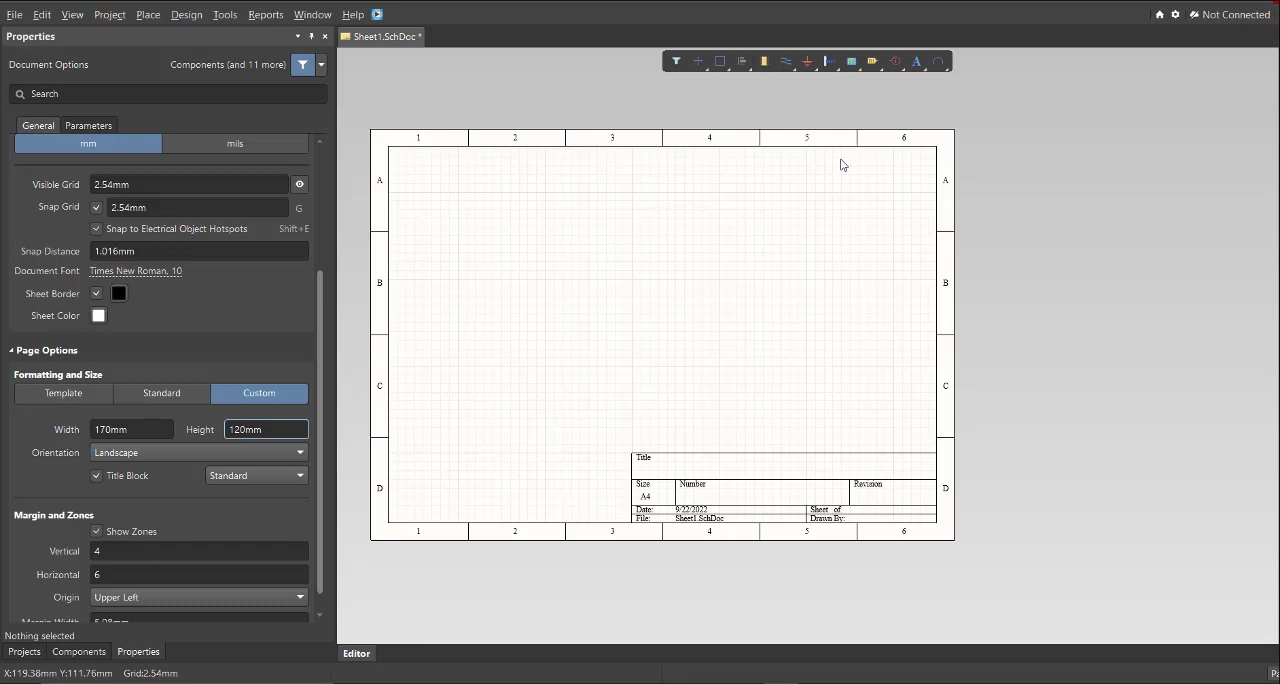 File Edit View Project Place Design Tools Reports Window Help Not Connected
Properties
Sheet1.SchDoc *
Document Options Components (and 11 more)
Search
General Parameters
mm mils
Visible Grid 2.54mm
Snap Grid 2.54mm G
Snap to Electrical Object Hotspots Shift+E
Snap Distance 1.016mm
Document Font Times New Roman, 10
Sheet Border
Sheet Color
Page Options
Formatting and Size
Template Standard Custom
Width 170mm Height 120mm
Orientation Landscape
Title Block Standard
Margin and Zones
Show Zones
Vertical 4
Horizontal 6
Origin Upper Left
Margin Width 5.08mm
Nothing selected
Projects Components Properties
X:119.38mm Y:111.76mm Grid:2.54mm
1 2 3 4 5 6
A A
B B
C C
D D
Title
Size Number Revision
A4
Date: 9/22/2022 Sheet of
File: Sheet1.SchDoc Drawn By:
1 2 3 4 5 6
Editor